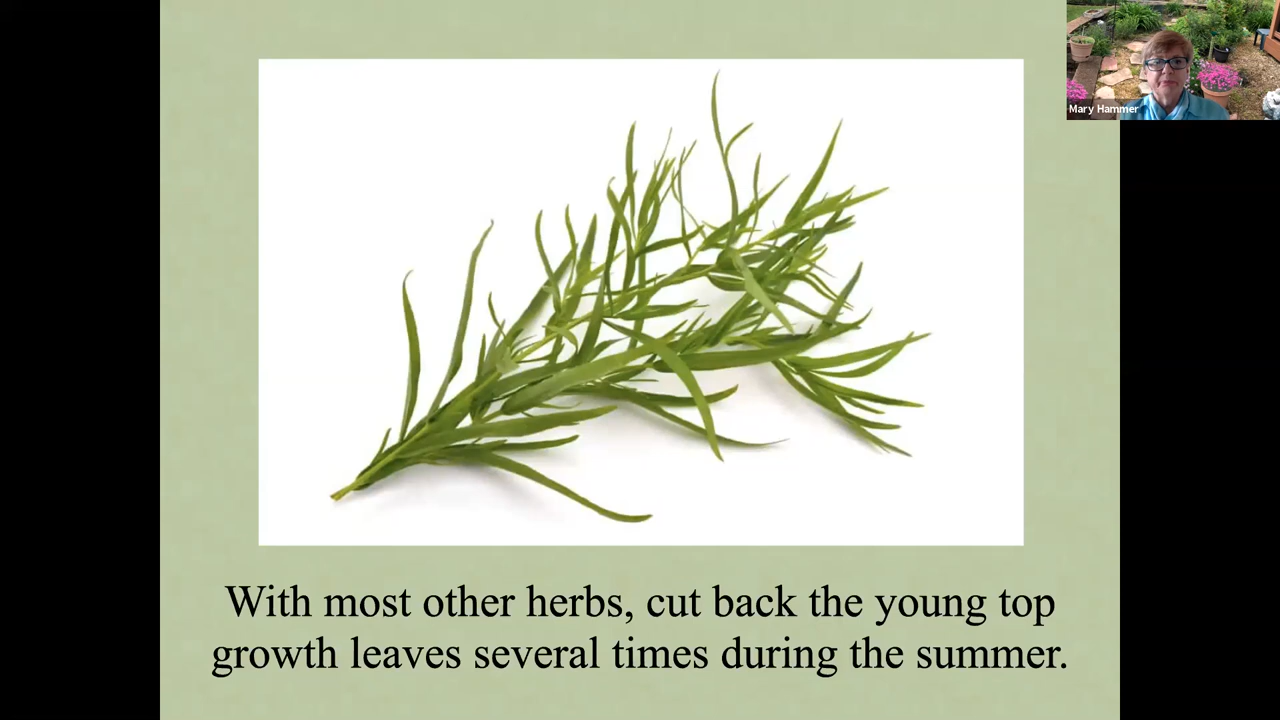 Mary Hammer
With most other herbs, cut back the young top
growth leaves several times during the summer.